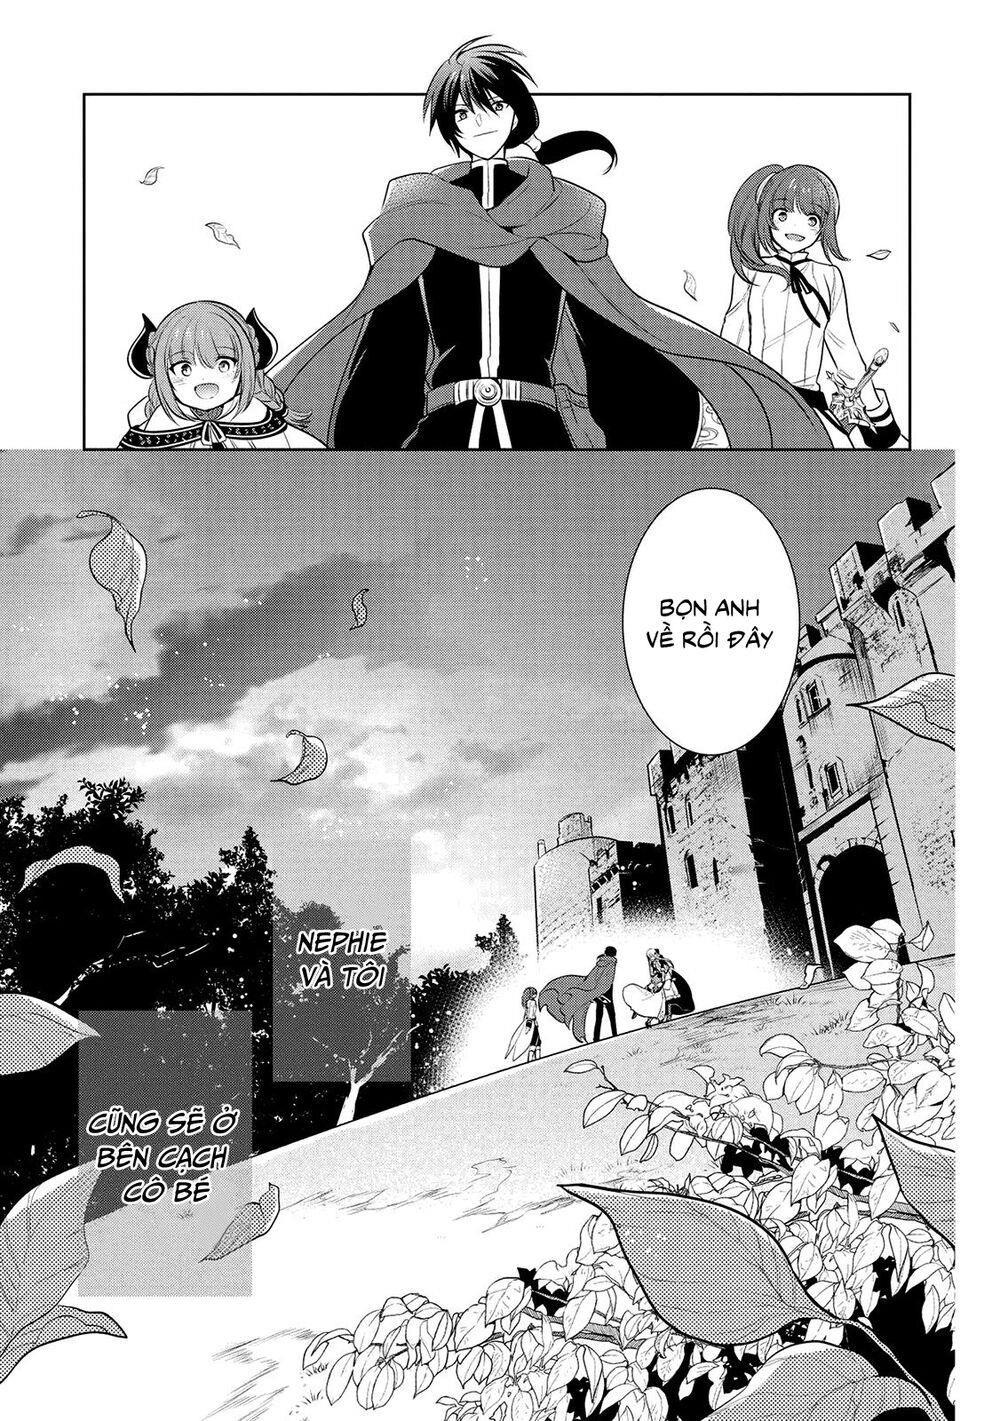 BỌN ANH
VỀ RỒI ĐÂY
NEPHIE
VÀ TÔI
CŨNG SẼ Ở
BÊN CẠCH
CÔ BÉ